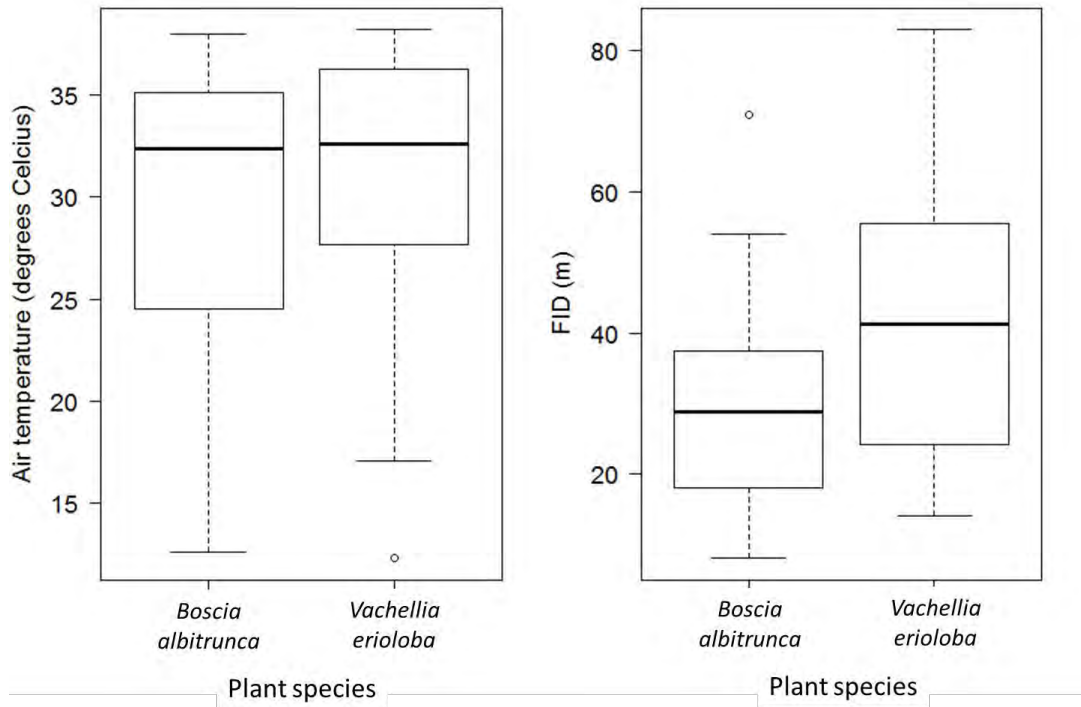 Air temperature (degrees Celcius)
35
30
25
20
15
Boscia
albitrunca
Vachellia
erioloba
Plant species
FID (m)
80
60
40
20
Boscia
albitrunca
Vachellia
erioloba
Plant species